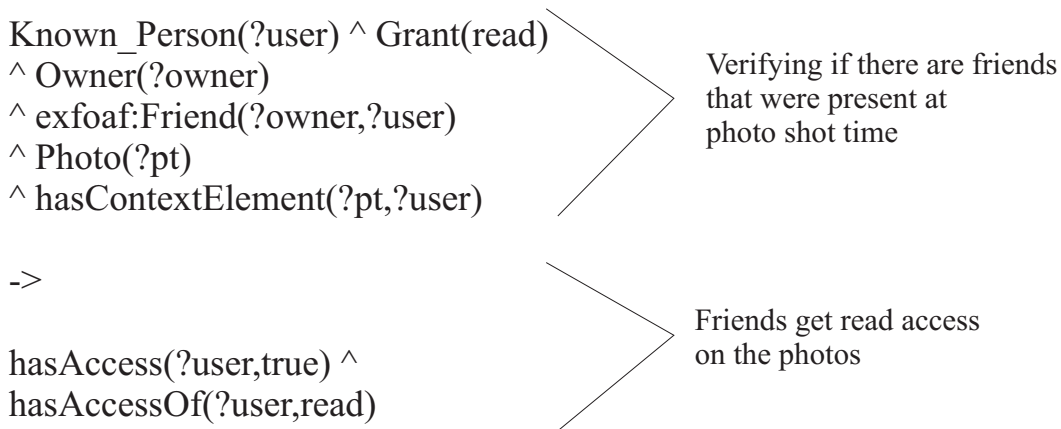 Known_Person(?user) ^ Grant(read)
^ Owner(?owner)
^ exfoaf:Friend(?owner,?user)
^ Photo(?pt)
^ hasContextElement(?pt,?user)
Verifying if there are friends
that were present at
photo shot time
->
hasAccess(?user,true) ^
hasAccessOf(?user,read)
Friends get read access
on the photos